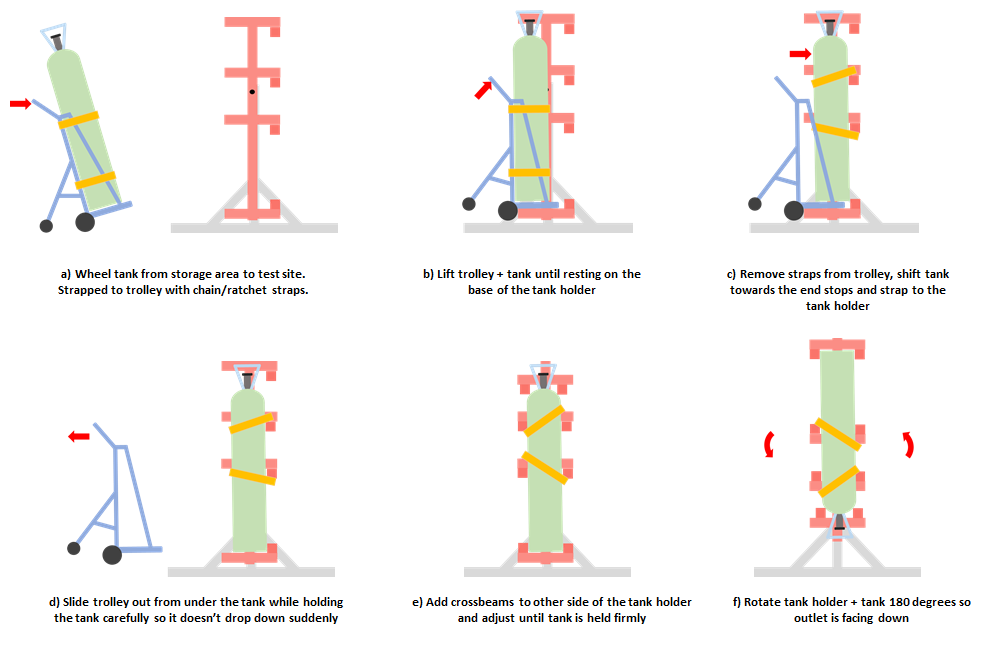 a) Wheel tank from storage area to test site.
Strapped to trolley with chain/ratchet straps.
b) Lift trolley + tank until resting on the
base of the tank holder
c) Remove straps from trolley, shift tank
towards the end stops and strap to the
tank holder
d) Slide trolley out from under the tank while holding
the tank carefully so it doesn't drop down suddenly
e) Add crossbeams to other side of the tank holder
and adjust until tank is held firmly
f) Rotate tank holder + tank 180 degrees so
outlet is facing down